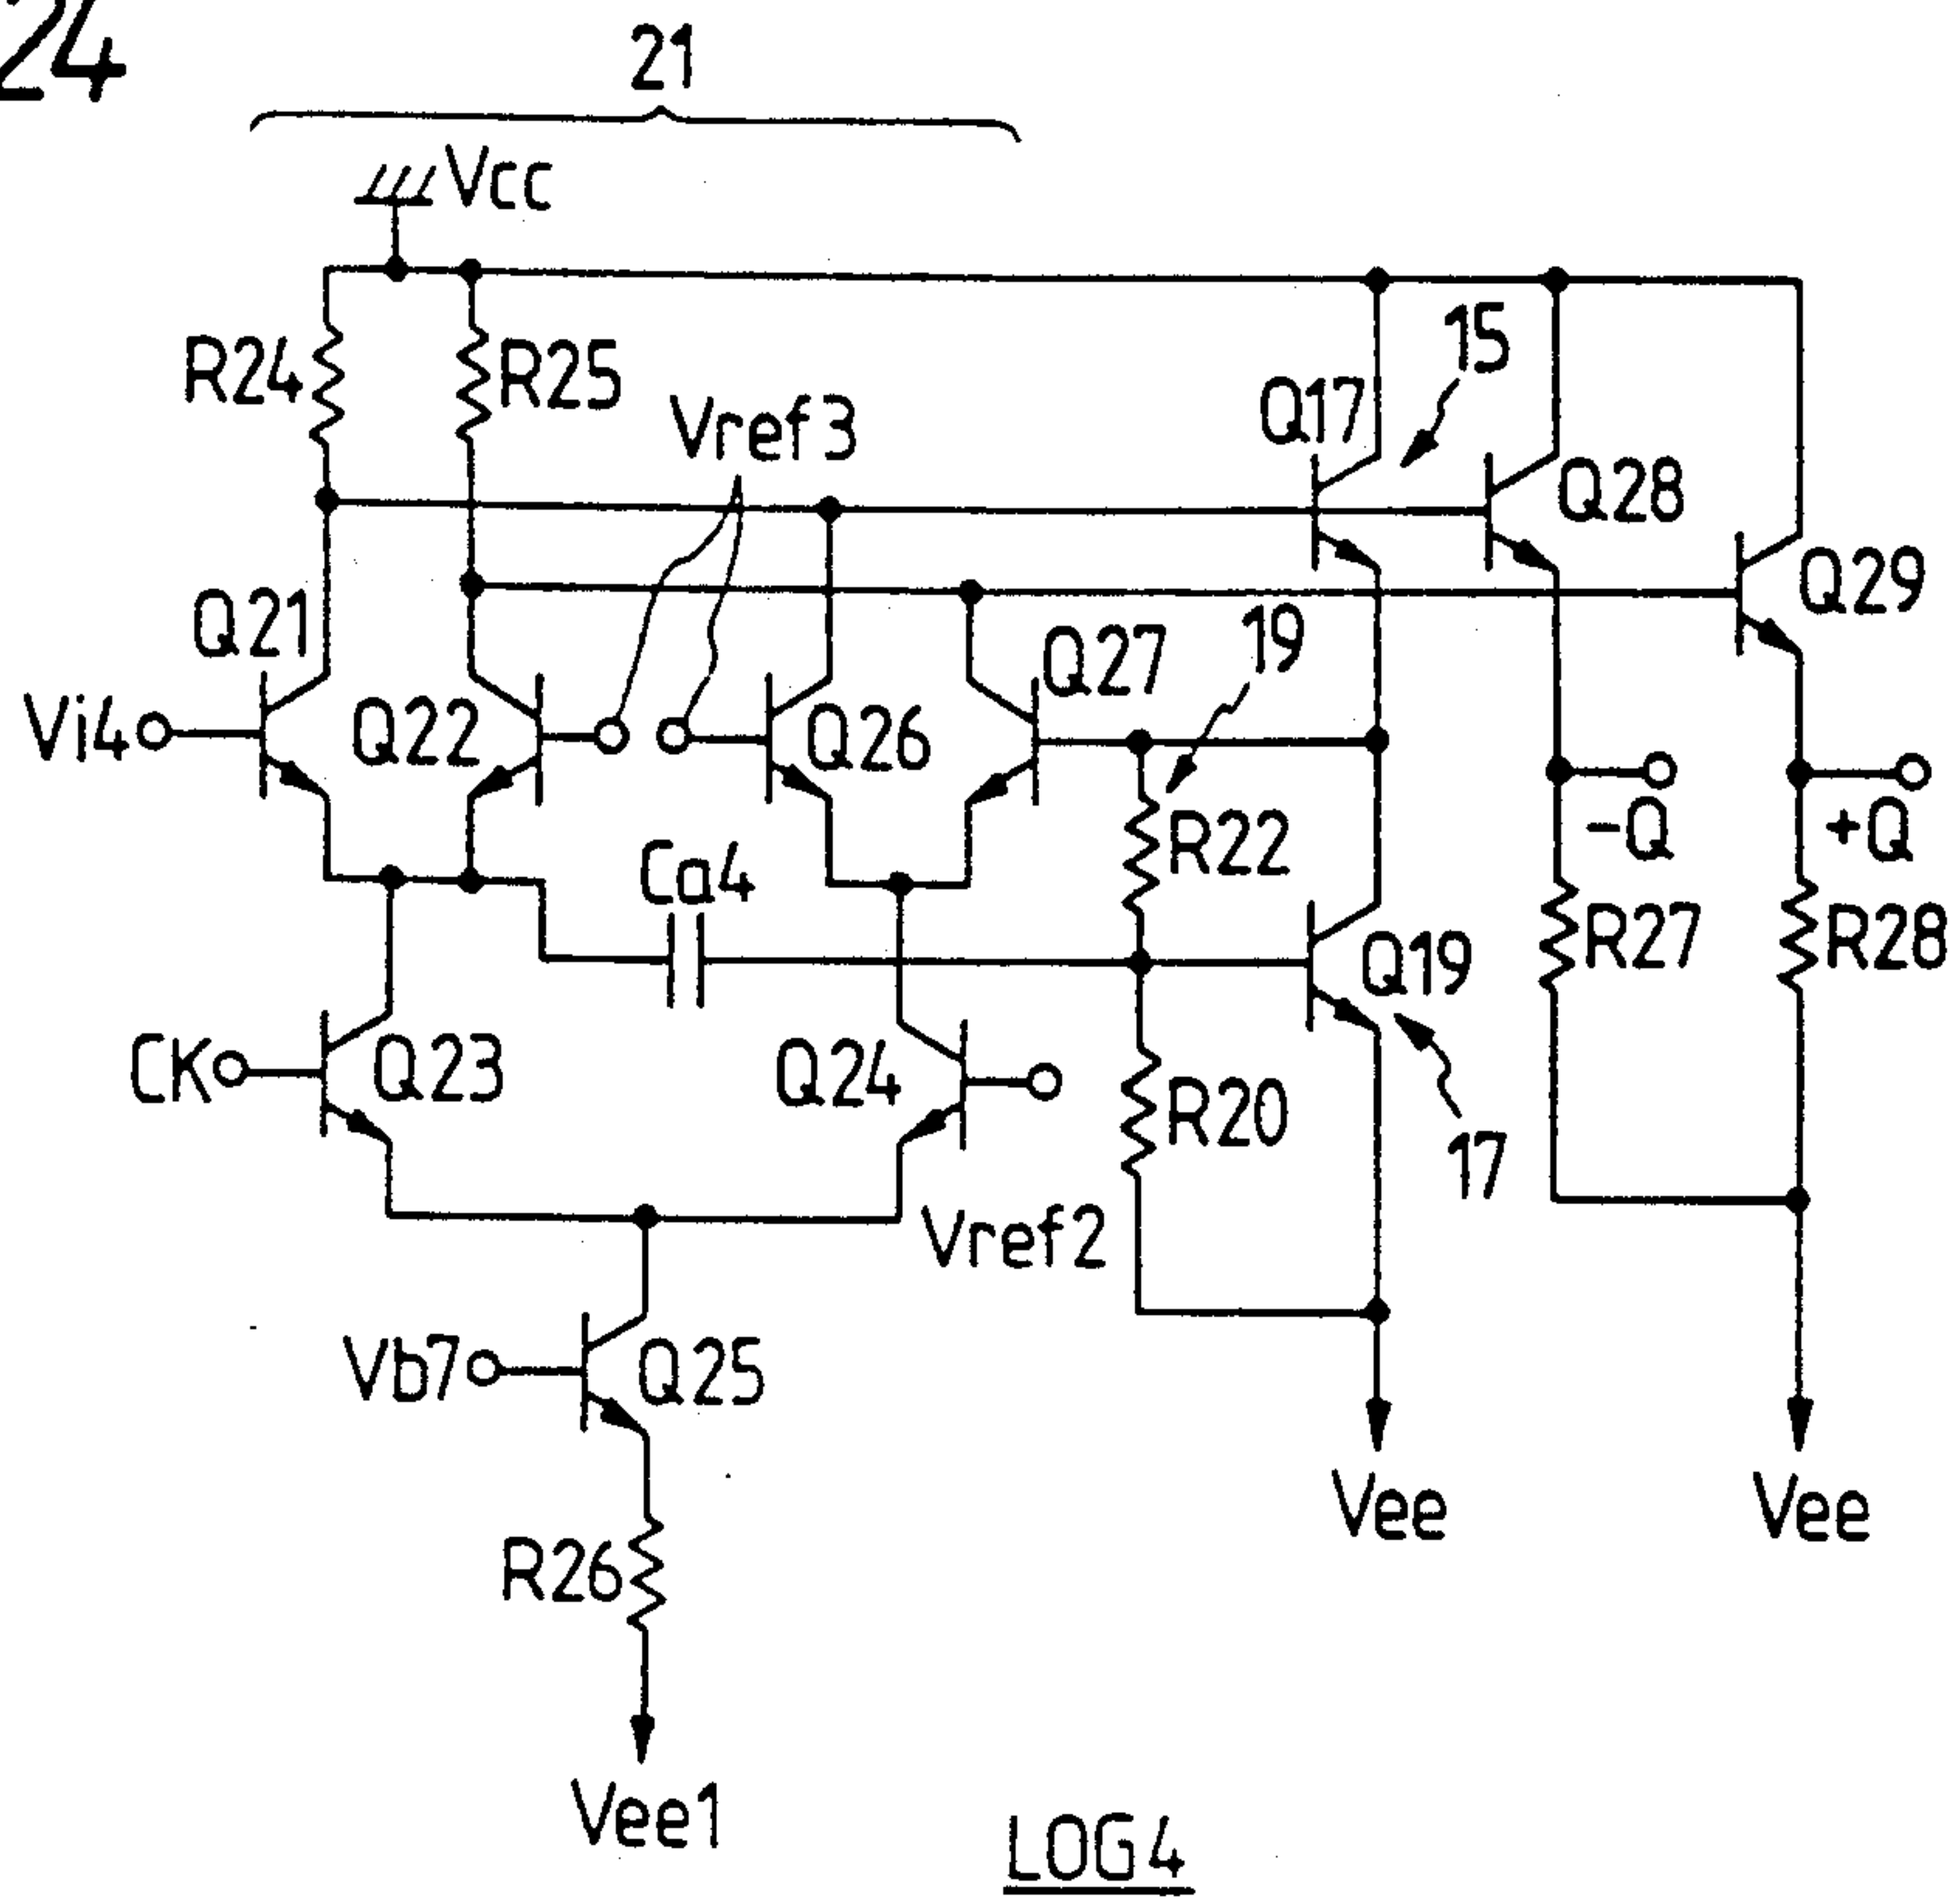 24
21
Vcc
R24
R25
Vref3
Q17
15
Q28
Q29
Q21
Q27
19
Vi4
Q22
Q26
R22
-Q
+Q
Ca4
R27
R28
Q19
CK
Q23
Q24
R20
17
Vref2
Vb7
Q25
Vee
Vee
R26
Vee1
LOG4